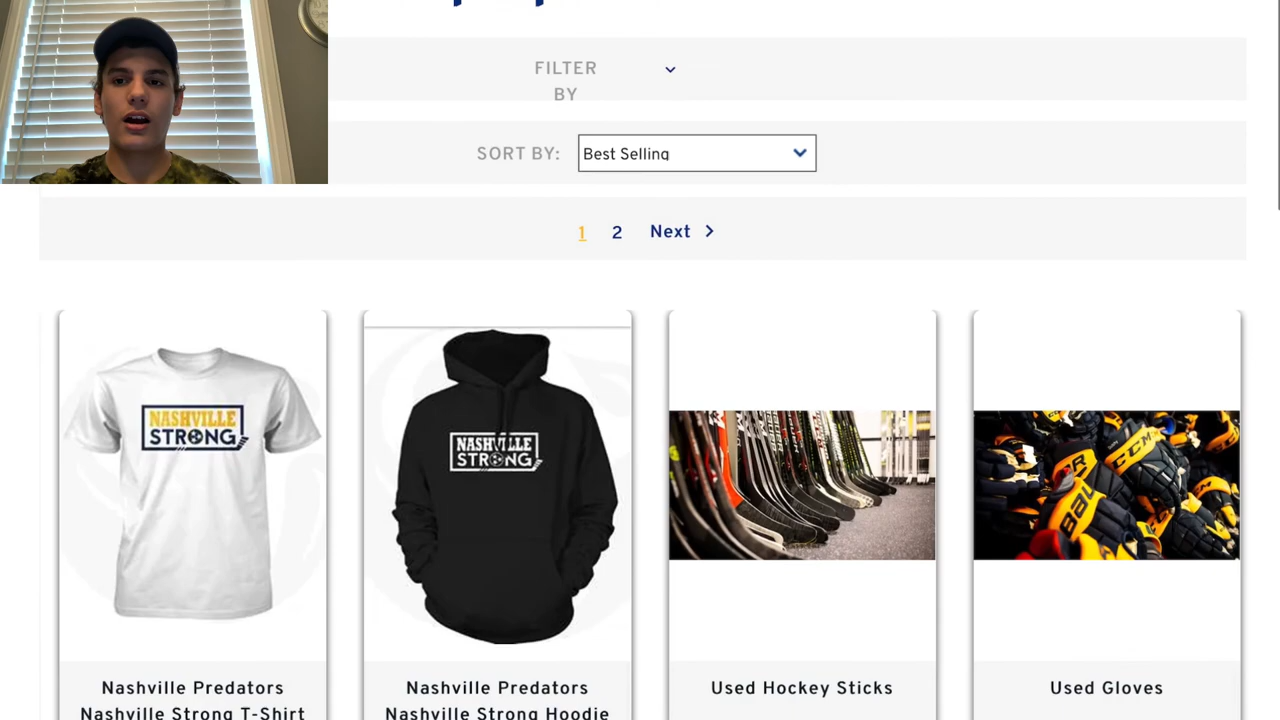 FILTER
BY
SORT BY:
Best Selling
1 2 Next
NASHVILLE
STRONG
NASHVILLE
STRONG
CCM
Nashville Predators
Nashville Strong T-Shirt
Nashville Predators
Nashville Strong Hoodie
Used Hockey Sticks
Used Gloves